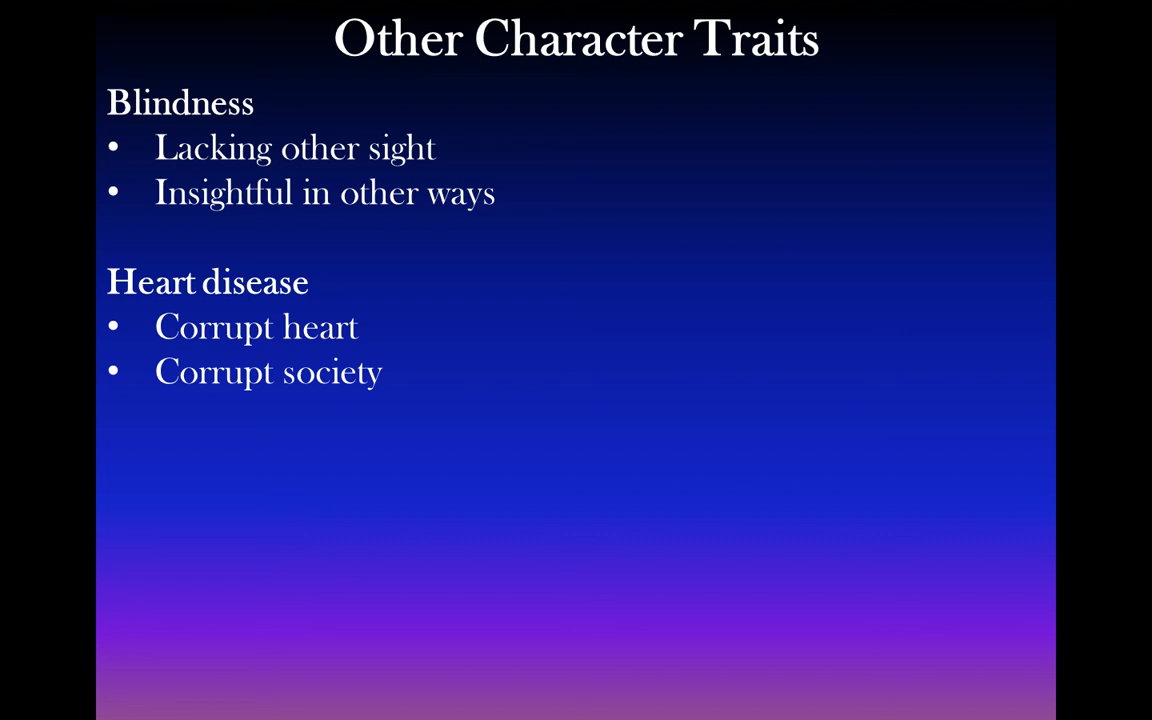 Other Character Traits
Blindness
• Lacking other sight
• Insightful in other ways
Heart disease
• Corrupt heart
• Corrupt society